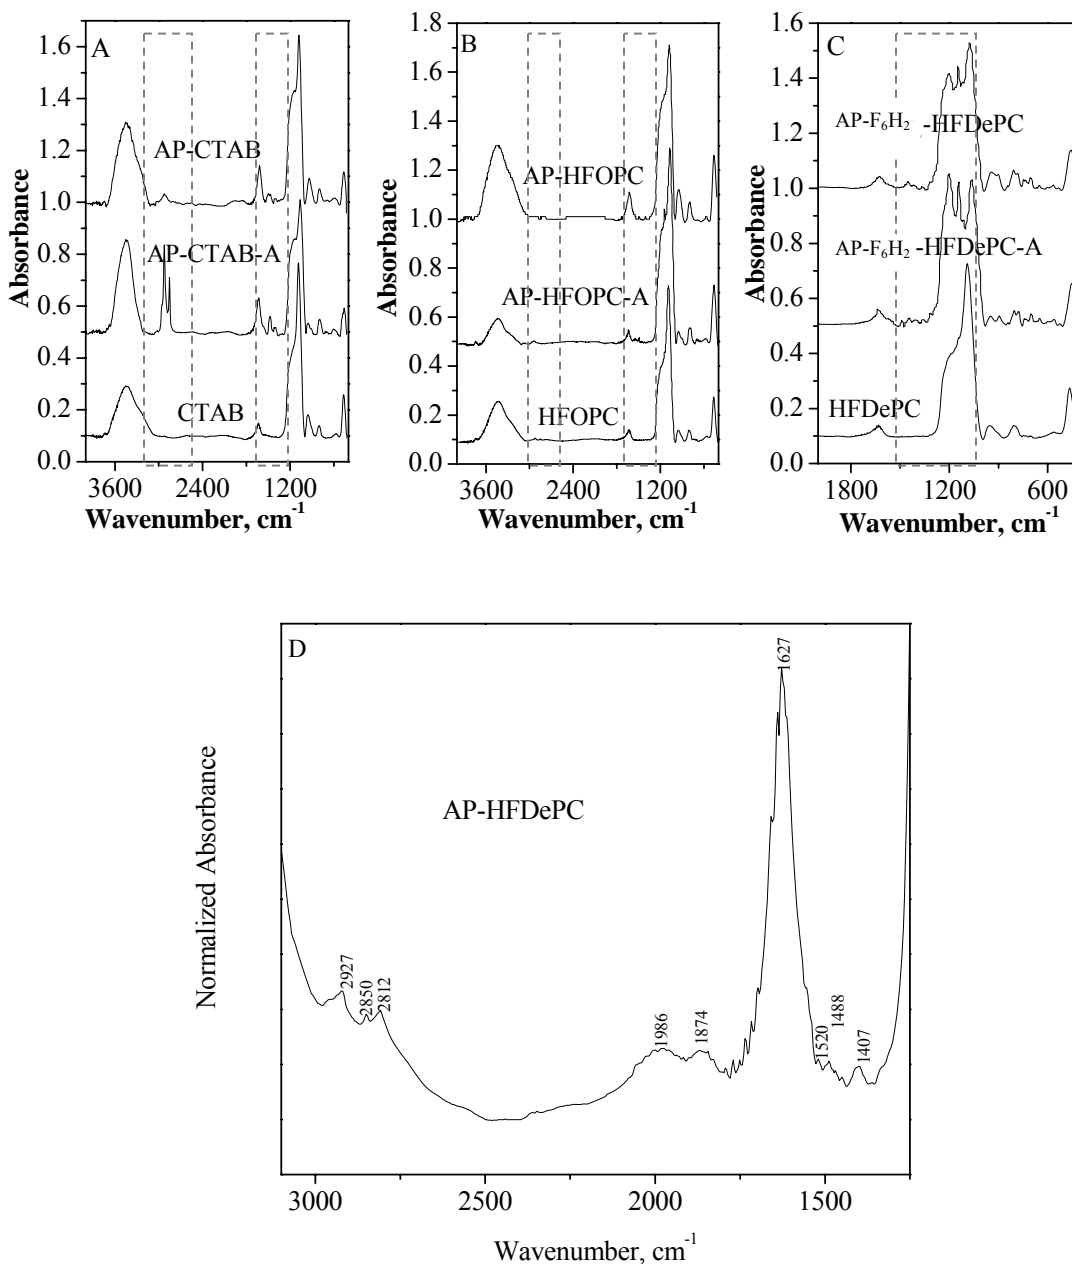 A
1.6
1.4
1.2
1.0
0.8
0.6
0.4
0.2
0.0
Absorbance
AP-CTAB
AP-CTAB-A
CTAB
3600 2400 1200
Wavenumber, cm-1
B
1.8
1.6
1.4
1.2
1.0
0.8
0.6
0.4
0.2
0.0
Absorbance
AP-HFOPC
AP-HFOPC-A
HFOPC
3600 2400 1200
Wavenumber, cm-1
C
1.6
1.4
1.2
1.0
0.8
0.6
0.4
0.2
0.0
Absorbance
AP-F6H2 -HFDePC
AP-F6H2 -HFDePC-A
HFDePC
1800 1200 600
Wavenumber, cm-1
D
Normalized Absorbance
AP-HFDePC
2927
2850
2812
1986
1874
1627
1520
1488
1407
3000 2500 2000 1500
Wavenumber, cm-1